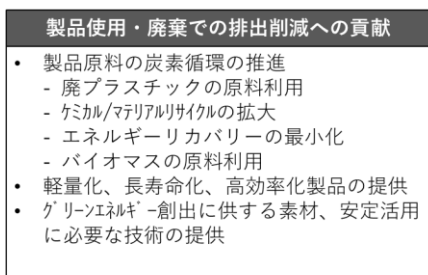 製品使用・廃棄での排出削減への貢献
• 製品原料の炭素循環の推進
- 廃プラスチックの原料利用
- ｹﾐｶﾙ/ﾏﾃﾘｱﾙﾘｻｲｸﾙの拡大
- エネルギーリカバリーの最小化
- バイオマスの原料利用
• 軽量化、長寿命化、高効率化製品の提供
• ｸﾞﾘｰﾝｴﾈﾙｷﾞｰ創出に供する素材、安定活用
に必要な技術の提供